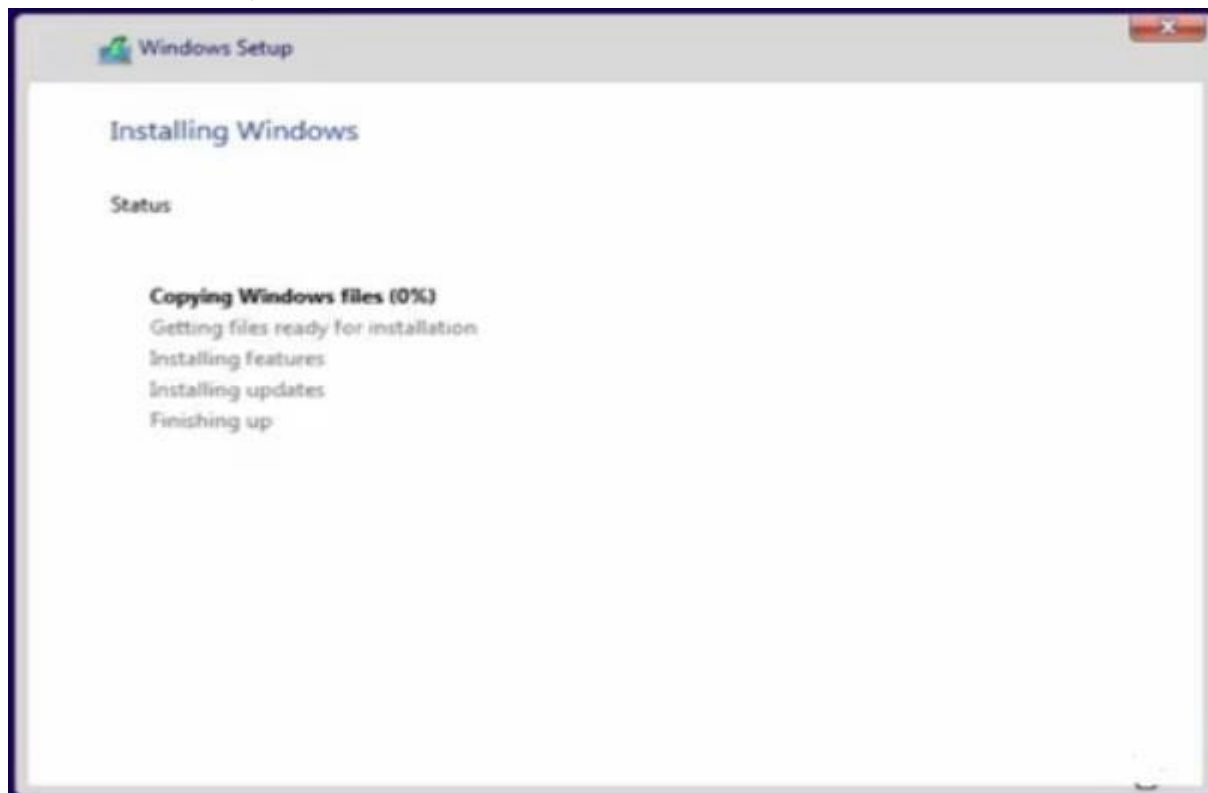 Windows Setup
Installing Windows
Status
Copying Windows files (0%)
Getting files ready for installation
Installing features
Installing updates
Finishing up